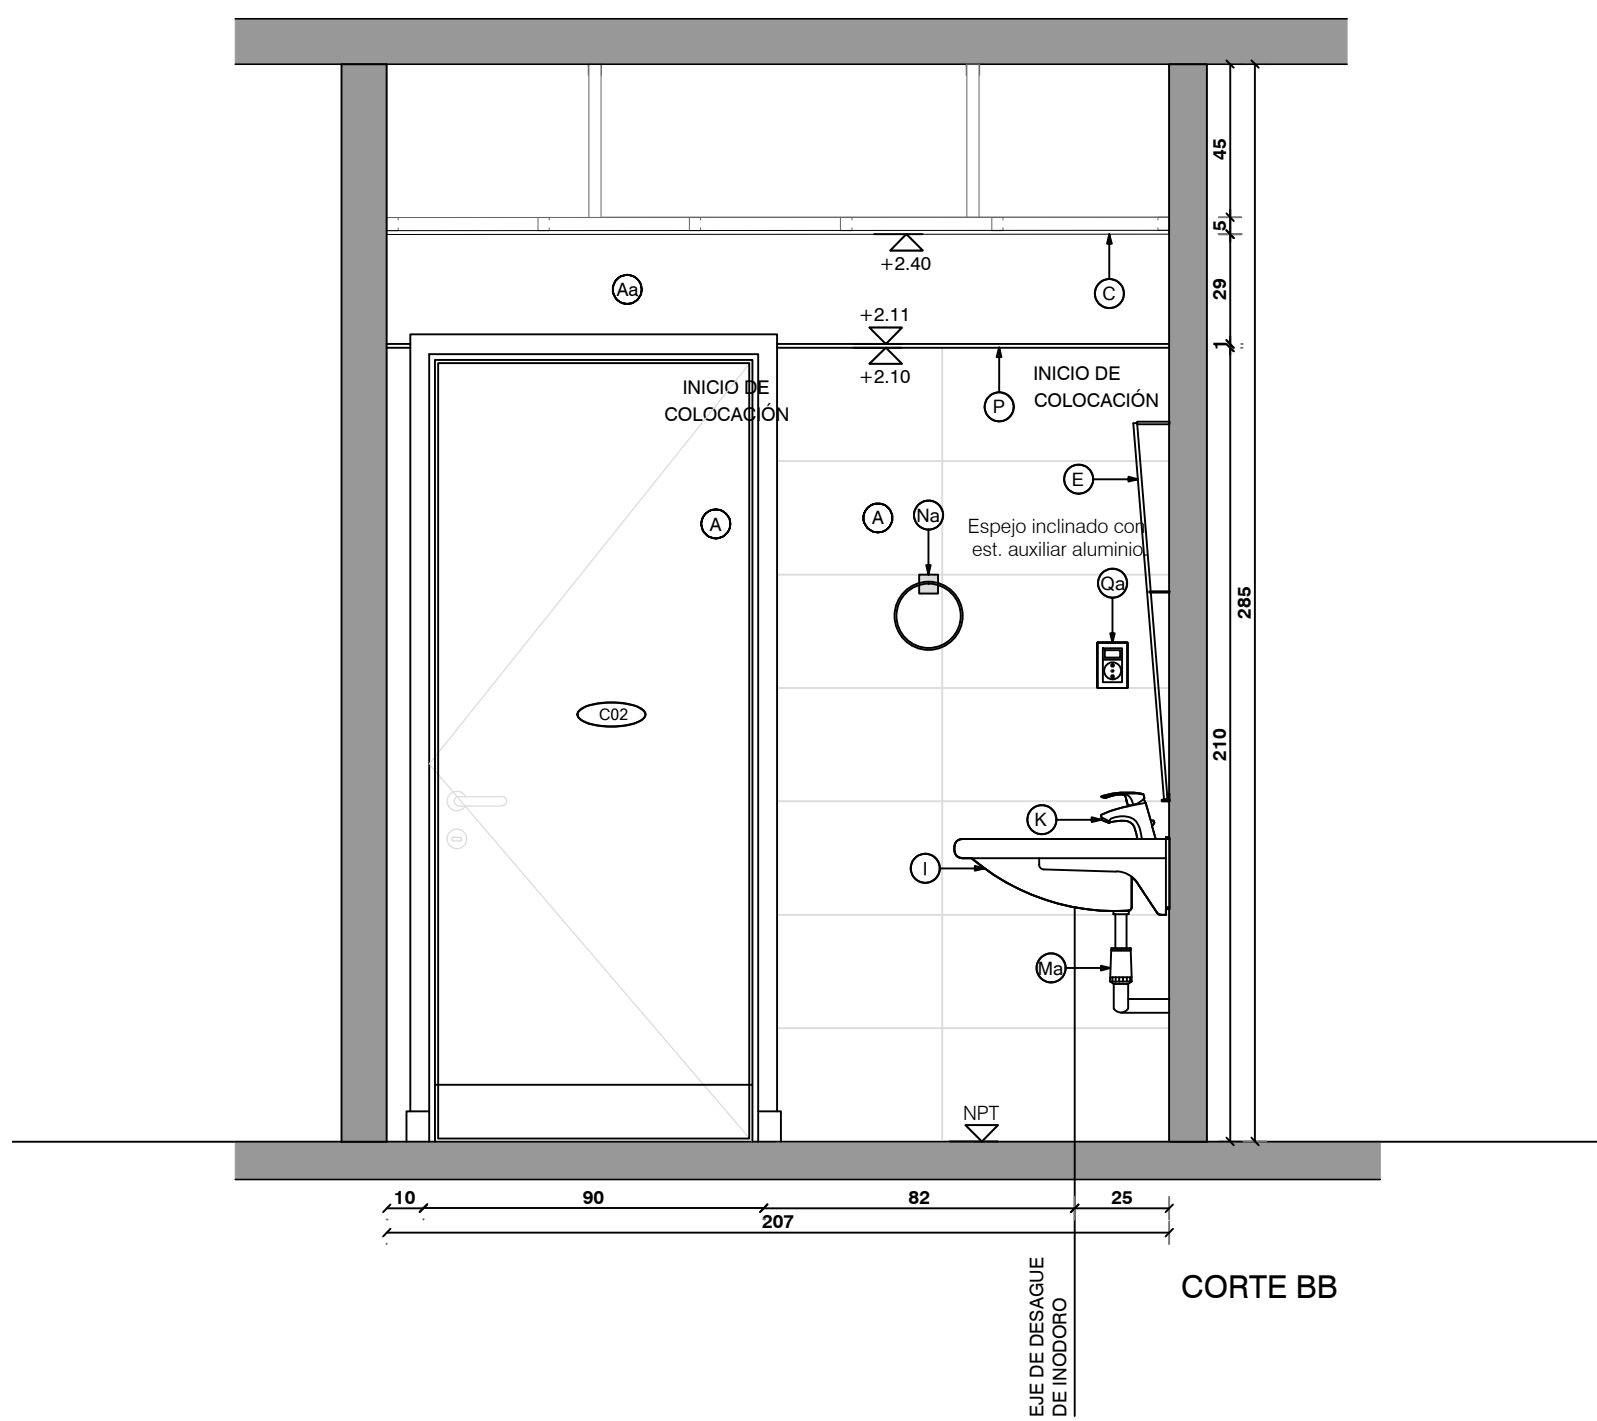 45
5
+2.40
Aa
C
29
+2.11
1
+2.10
INICIO DE
COLOCACIÓN
P
INICIO DE
COLOCACIÓN
E
A
A
Na
Espejo inclinado con
est. auxiliar aluminio.
Qa
285
C02
210
K
I
Ma
NPT
10
90
82
25
207
EJE DE DESAGUE
DE INODORO
CORTE BB